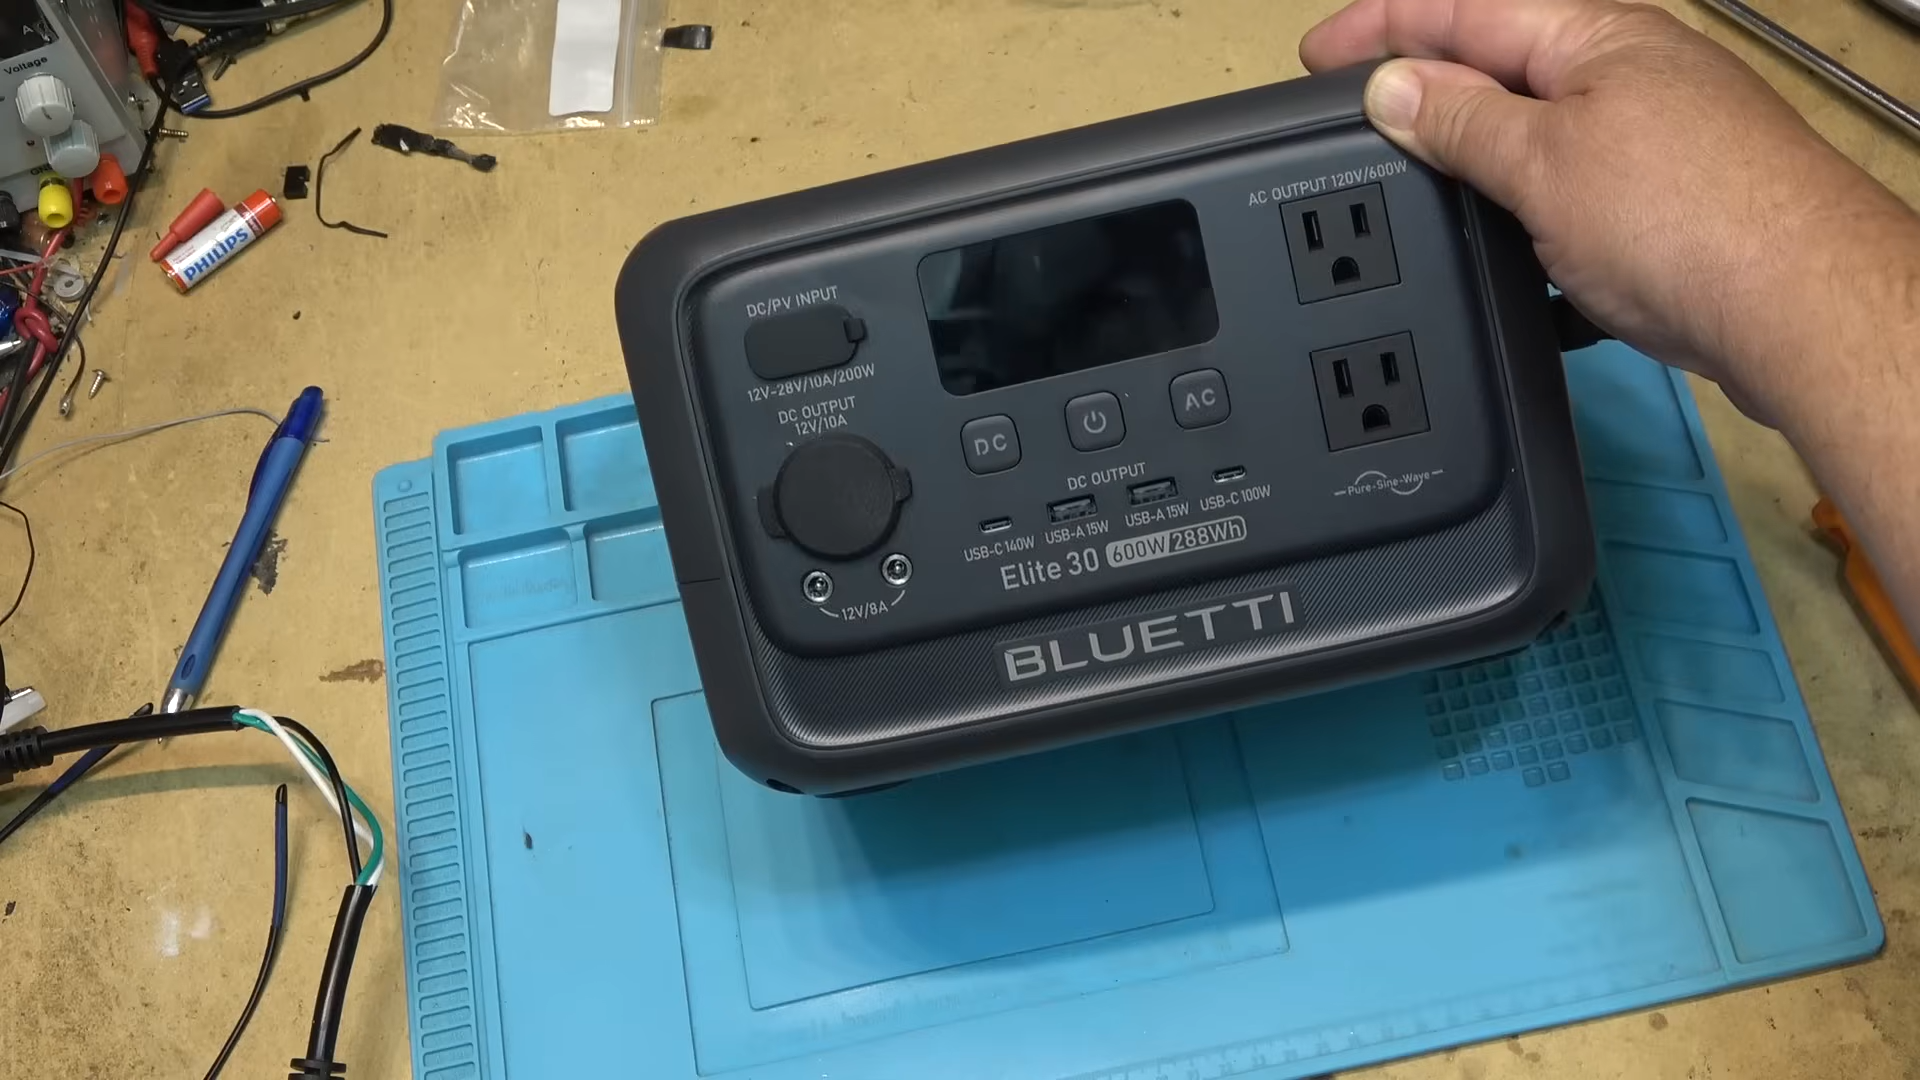 A
Voltage
PHILIPS
DC/PV INPUT
12V-28V/10A/200W
DC OUTPUT
12V/10A
12V/8A
DC
AC
DC OUTPUT
USB-C 140W
USB-A 15W
USB-A 15W
USB-C 100W
Elite 30 600W/288Wh
BLUETTI
AC OUTPUT 120V/600W
Pure-Sine-Wave